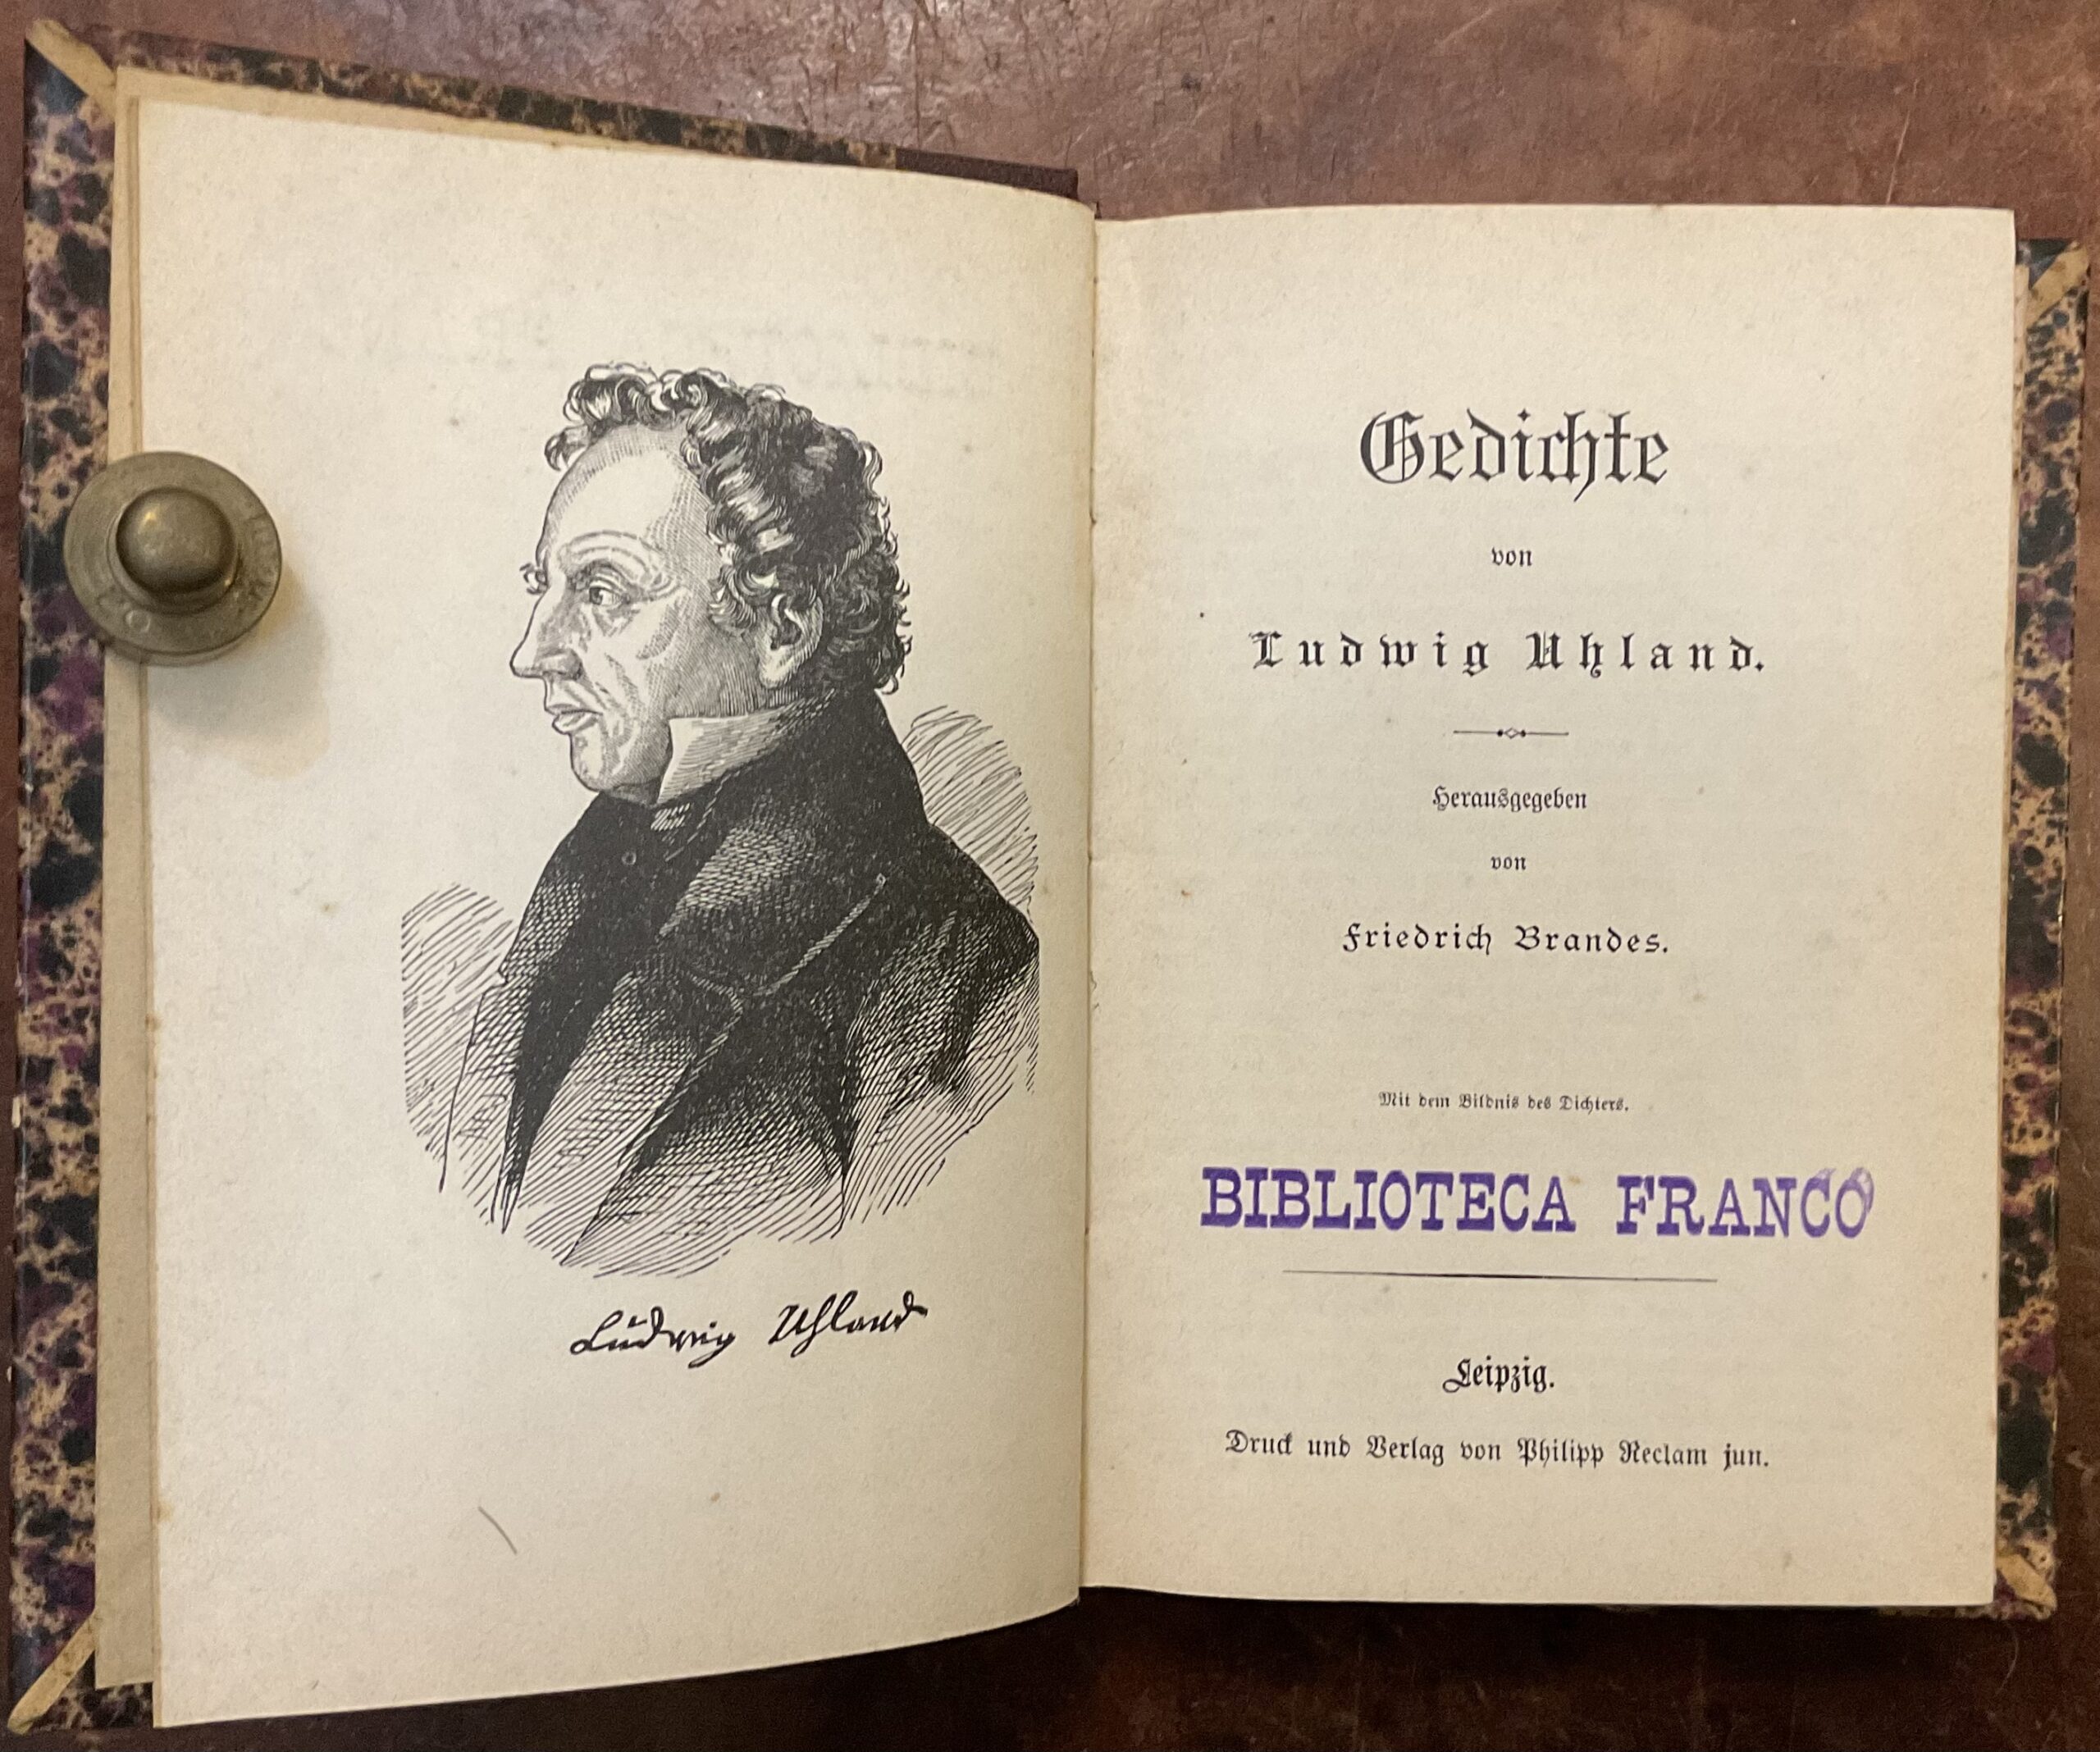 Ludwig Uhland
Gedichte
von
Ludwig Uhland.
Herausgegeben
von
Friedrich Brandes.
Mit dem Bildnis des Dichters.
BIBLIOTECA FRANCO
Leipzig.
Druck und Verlag von Philipp Reclam jun.